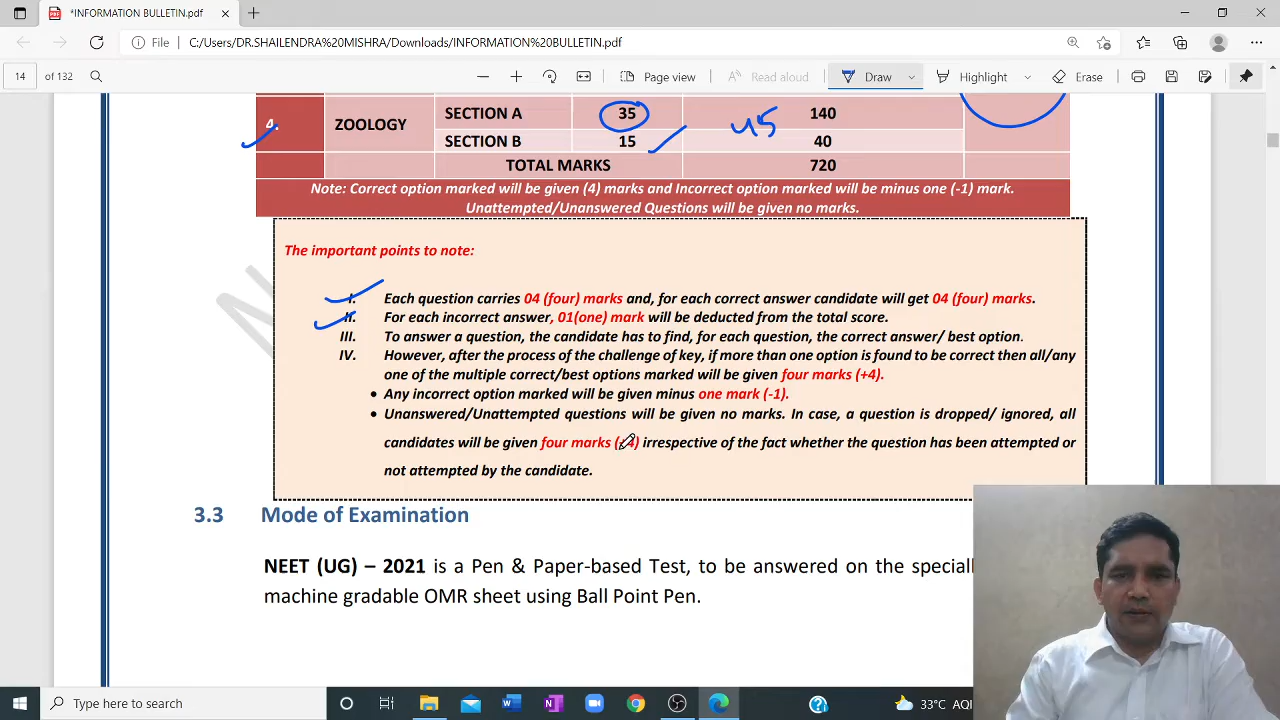 *INFORMATION BULLETIN.pdf
File
C:/Users/DR.SHAILENDRA%20MISHRA/Downloads/INFORMATION%20BULLETIN.pdf
14 of 132
Page view
Read aloud
Draw
Highlight
Erase
4. ZOOLOGY SECTION A 35 45 140
SECTION B 15 40
TOTAL MARKS 720
Note: Correct option marked will be given (4) marks and Incorrect option marked will be minus one (-1) mark.
Unattempted/Unanswered Questions will be given no marks.
The important points to note:
I. Each question carries 04 (four) marks and, for each correct answer candidate will get 04 (four) marks.
II. For each incorrect answer, 01(one) mark will be deducted from the total score.
III. To answer a question, the candidate has to find, for each question, the correct answer/ best option.
IV. However, after the process of the challenge of key, if more than one option is found to be correct then all/any
one of the multiple correct/best options marked will be given four marks (+4).
• Any incorrect option marked will be given minus one mark (-1).
• Unanswered/Unattempted questions will be given no marks. In case, a question is dropped/ ignored, all
candidates will be given four marks (+4) irrespective of the fact whether the question has been attempted or
not attempted by the candidate.
3.3 Mode of Examination
NEET (UG) – 2021 is a Pen & Paper-based Test, to be answered on the speciall
machine gradable OMR sheet using Ball Point Pen.
Type here to search
33°C AQI